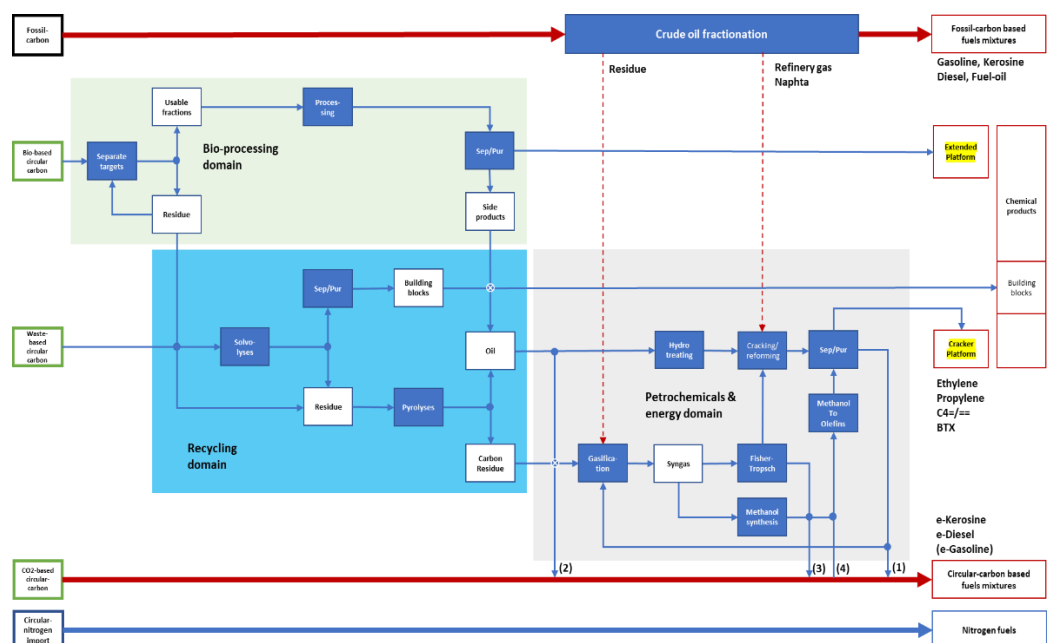 Fossil-
carbon
Crude oil fractionation
Fossil-carbon based
fuels mixtures
Gasoline, Kerosine
Diesel, Fuel-oil
Residue
Refinery gas
Naphta
Usable
fractions
Proces-
sing
Bio-processing
domain
Bio-based
circular
carbon
Separate
targets
Sep/Pur
Extended
Platform
Residue
Side
products
Chemical
products
Sep/Pur
Building
blocks
Building
blocks
Waste-
based circular
carbon
Solvo-
lyses
Oil
Hydro
treating
Cracking/
reforming
Sep/Pur
Cracker
Platform
Residue
Pyrolyses
Petrochemicals &
energy domain
Methanol
To
Olefins
Ethylene
Propylene
C4=/==
BTX
Recycling
domain
Carbon
Residue
Gasifica-
tion
Syngas
Fisher-
Tropsch
Methanol
synthesis
e-Kerosine
e-Diesel
(e-Gasoline)
(2)
(3)
(4)
(1)
CO2-based
circular-
carbon
Circular-carbon based
fuels mixtures
Circular-
nitrogen
import
Nitrogen fuels